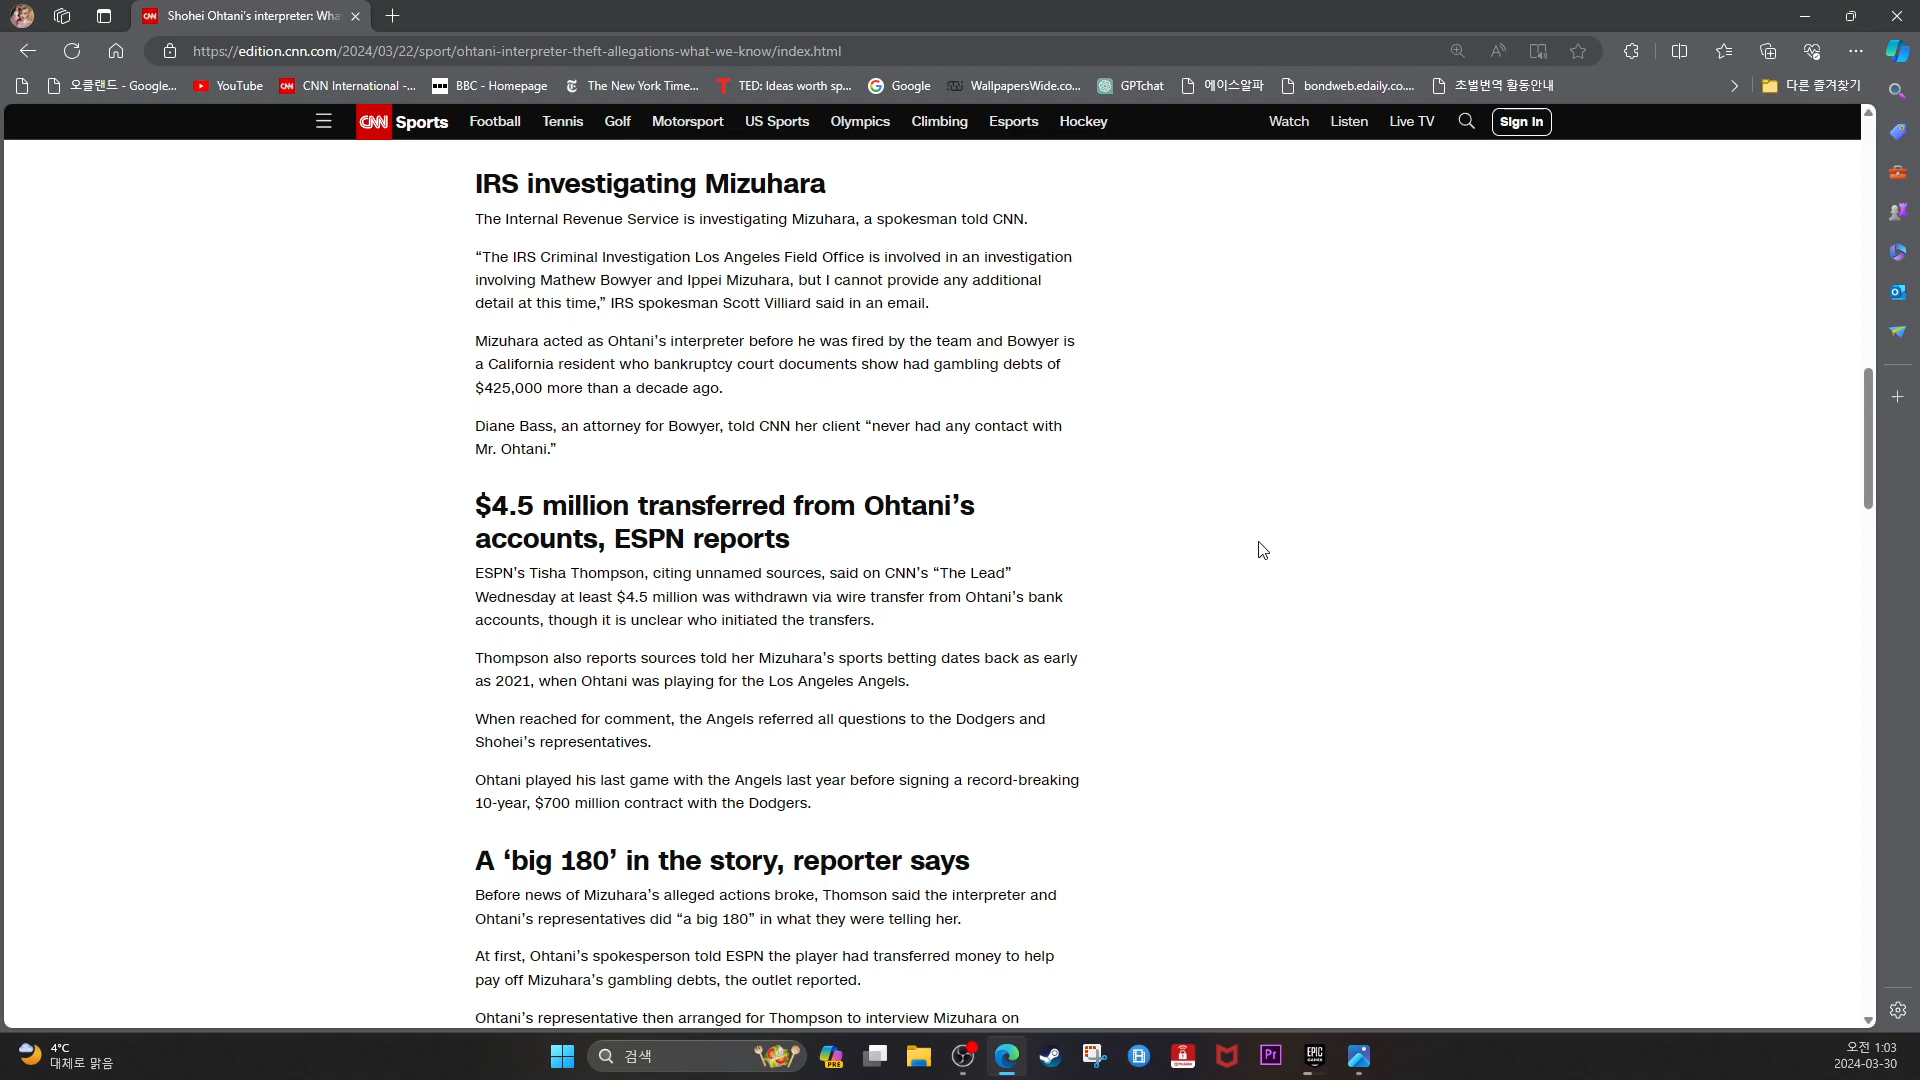 Shohei Ohtani's interpreter: Wha
https://edition.cnn.com/2024/03/22/sport/ohtani-interpreter-theft-allegations-what-we-know/index.html
오클랜드 - Google...
YouTube
CNN International -...
BBC - Homepage
The New York Time...
TED: Ideas worth sp...
Google
WallpapersWide.co...
GPTchat
에이스알파
bondweb.edaily.co....
초벌번역 활동안내
다른 즐겨찾기
CNN Sports
Football
Tennis
Golf
Motorsport
US Sports
Olympics
Climbing
Esports
Hockey
Watch
Listen
Live TV
Sign in
IRS investigating Mizuhara
The Internal Revenue Service is investigating Mizuhara, a spokesman told CNN.
“The IRS Criminal Investigation Los Angeles Field Office is involved in an investigation
involving Mathew Bowyer and Ippei Mizuhara, but I cannot provide any additional
detail at this time,” IRS spokesman Scott Villiard said in an email.
Mizuhara acted as Ohtani’s interpreter before he was fired by the team and Bowyer is
a California resident who bankruptcy court documents show had gambling debts of
$425,000 more than a decade ago.
Diane Bass, an attorney for Bowyer, told CNN her client “never had any contact with
Mr. Ohtani.”
$4.5 million transferred from Ohtani’s
accounts, ESPN reports
ESPN’s Tisha Thompson, citing unnamed sources, said on CNN’s “The Lead”
Wednesday at least $4.5 million was withdrawn via wire transfer from Ohtani’s bank
accounts, though it is unclear who initiated the transfers.
Thompson also reports sources told her Mizuhara’s sports betting dates back as early
as 2021, when Ohtani was playing for the Los Angeles Angels.
When reached for comment, the Angels referred all questions to the Dodgers and
Shohei’s representatives.
Ohtani played his last game with the Angels last year before signing a record-breaking
10-year, $700 million contract with the Dodgers.
A ‘big 180’ in the story, reporter says
Before news of Mizuhara’s alleged actions broke, Thomson said the interpreter and
Ohtani’s representatives did “a big 180” in what they were telling her.
At first, Ohtani’s spokesperson told ESPN the player had transferred money to help
pay off Mizuhara’s gambling debts, the outlet reported.
Ohtani’s representative then arranged for Thompson to interview Mizuhara on
4°C
대체로 맑음
검색
PRE
Pr
EPIC
GAMES
오전 1:03
2024-03-30